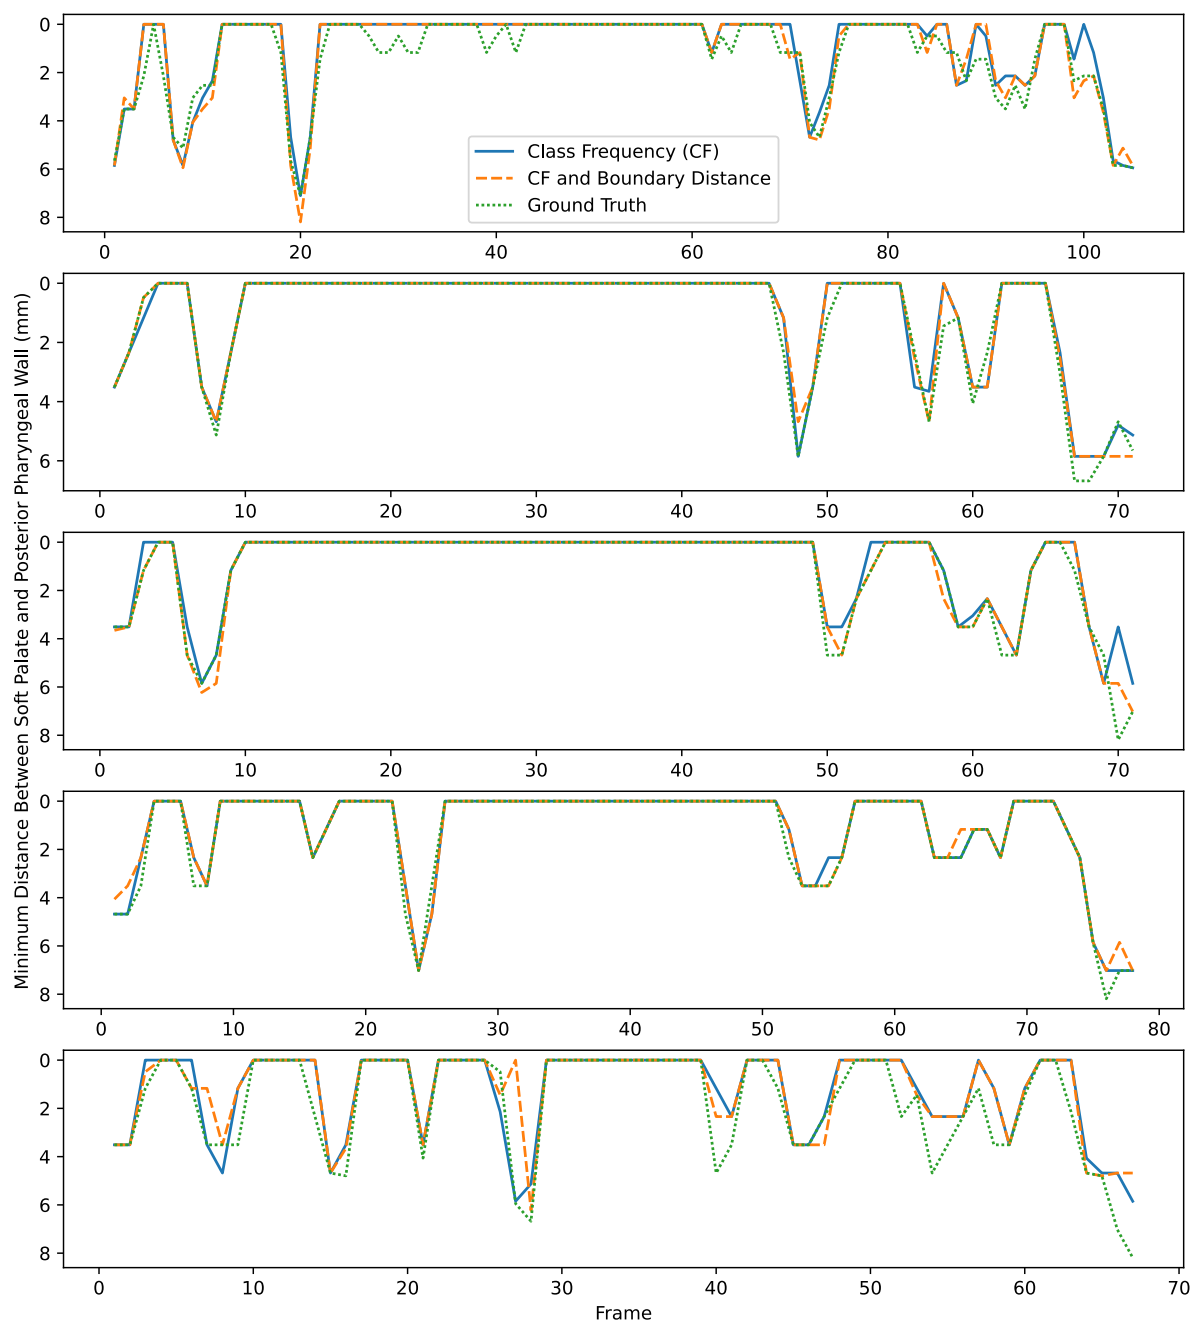 Minimum Distance Between Soft Palate and Posterior Pharyngeal Wall (mm)
0
2
4
6
8
Class Frequency (CF)
CF and Boundary Distance
Ground Truth
0 20 40 60 80 100
0
2
4
6
0 10 20 30 40 50 60 70
0
2
4
6
8
0 10 20 30 40 50 60 70
0
2
4
6
8
0 10 20 30 40 50 60 70 80
0
2
4
6
8
0 10 20 30 40 50 60 70
Frame